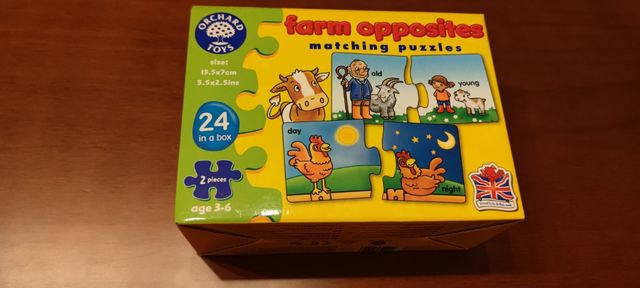 ORCHARD
TOYS
farm opposites
matching puzzles
size:
13.5x7cm
5.5x2.5ins
old
young
24
in a box
day
night
2 pieces
age 3-6